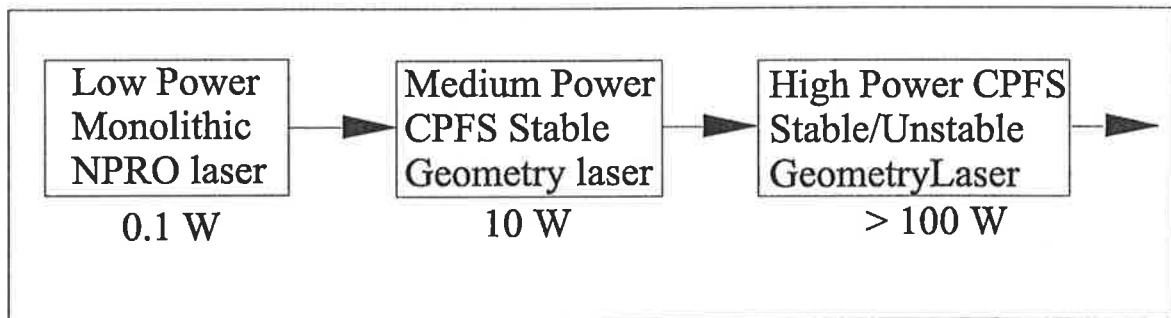 Low Power
Monolithic
NPRO laser
0.1 W
Medium Power
CPFS Stable
Geometry laser
10 W
High Power CPFS
Stable/Unstable
GeometryLaser
> 100 W